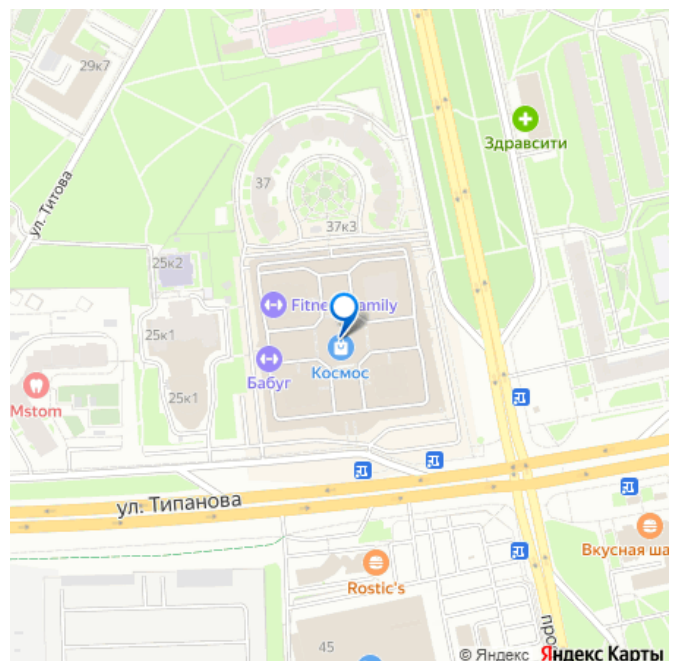 29к7
Здравсити
ул. Титова
37
37к3
25к2
Fitness Family
25к1
Космос
Бабуг
25к1
Mstom
ул. Типанова
Вкусная ша
Rostic's
про
45
© Яндекс Яндекс Карты